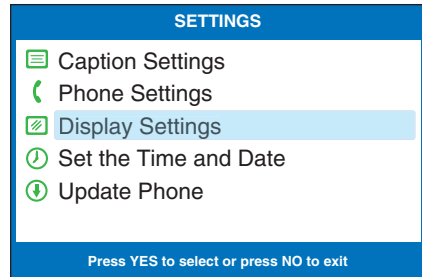 SETTINGS
Caption Settings
Phone Settings
Display Settings
Set the Time and Date
Update Phone
Press YES to select or press NO to exit